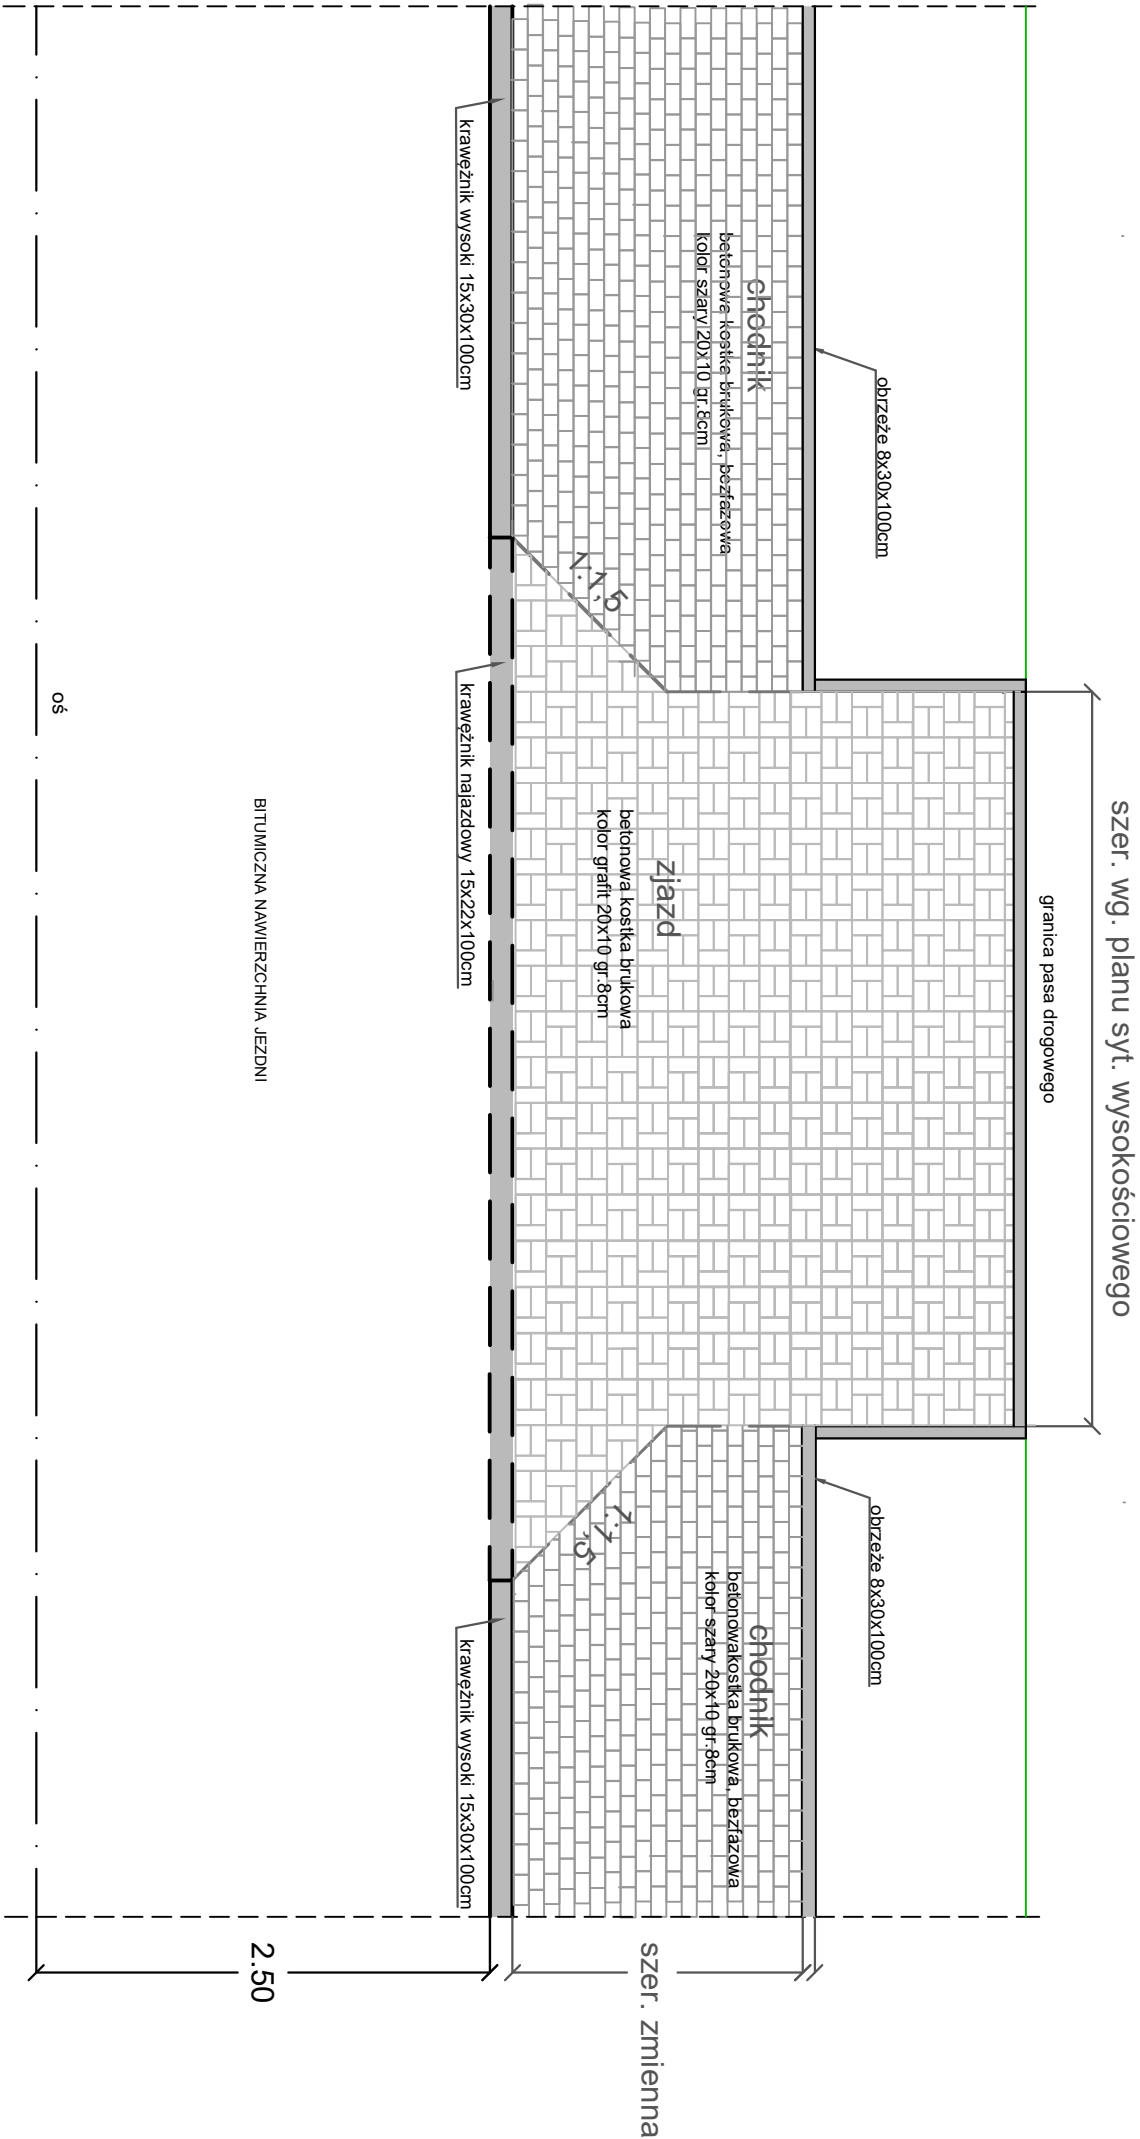 szer. wg. planu syt. wysokościowego
granica pasa drogowego
obrzeże 8x30x100cm
obrzeże 8x30x100cm
chodnik
betonowa kostka brukowa, bezfazowa
kolor szary 20x10 gr.8cm
zjazd
betonowa kostka brukowa
kolor grafit 20x10 gr.8cm
chodnik
betonowakostka brukowa, bezfazowa
kolor szary 20x10 gr.8cm
1:1,5
1:1,5
krawężnik wysoki 15x30x100cm
krawężnik najazdowy 15x22x100cm
krawężnik wysoki 15x30x100cm
BITUMICZNA NAWIERZCHNIA JEZDNI
oś
szer. zmienna
2.50